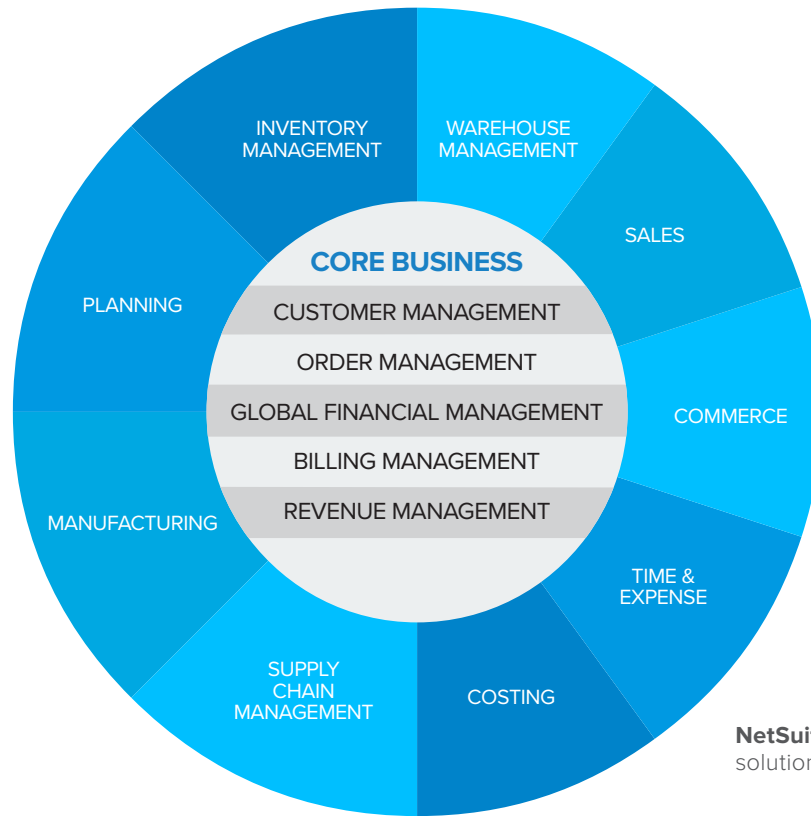 INVENTORY
MANAGEMENT
WAREHOUSE
MANAGEMENT
SALES
COMMERCE
TIME &
EXPENSE
COSTING
SUPPLY
CHAIN
MANAGEMENT
MANUFACTURING
PLANNING
CORE BUSINESS
CUSTOMER MANAGEMENT
ORDER MANAGEMENT
GLOBAL FINANCIAL MANAGEMENT
BILLING MANAGEMENT
REVENUE MANAGEMENT